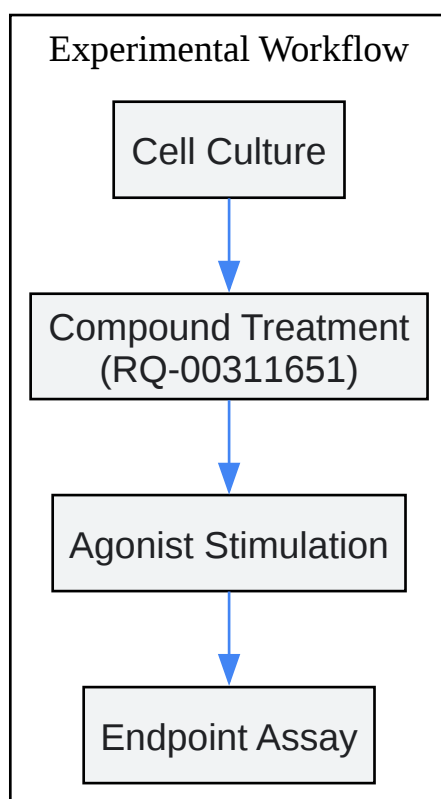 Experimental Workflow
Cell Culture
Compound Treatment
(RQ-00311651)
Agonist Stimulation
Endpoint Assay